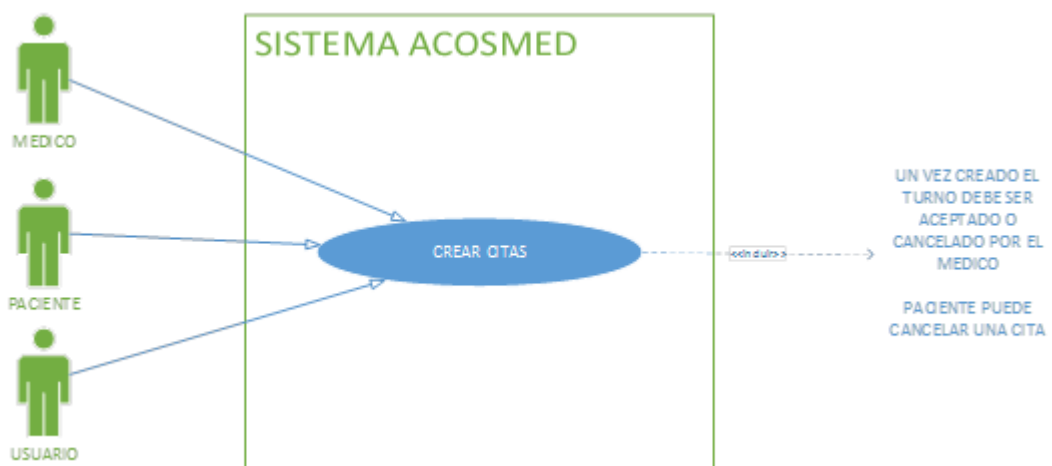 SISTEMA ACOSMED
MEDICO
PACIENTE
USUARIO
CREAR CITAS
<<Incluir>>
UN VEZ CREADO EL
TURNO DEBE SER
ACEPTADO O
CANCELADO POR EL
MEDICO
PACIENTE PUEDE
CANCELAR UNA CITA